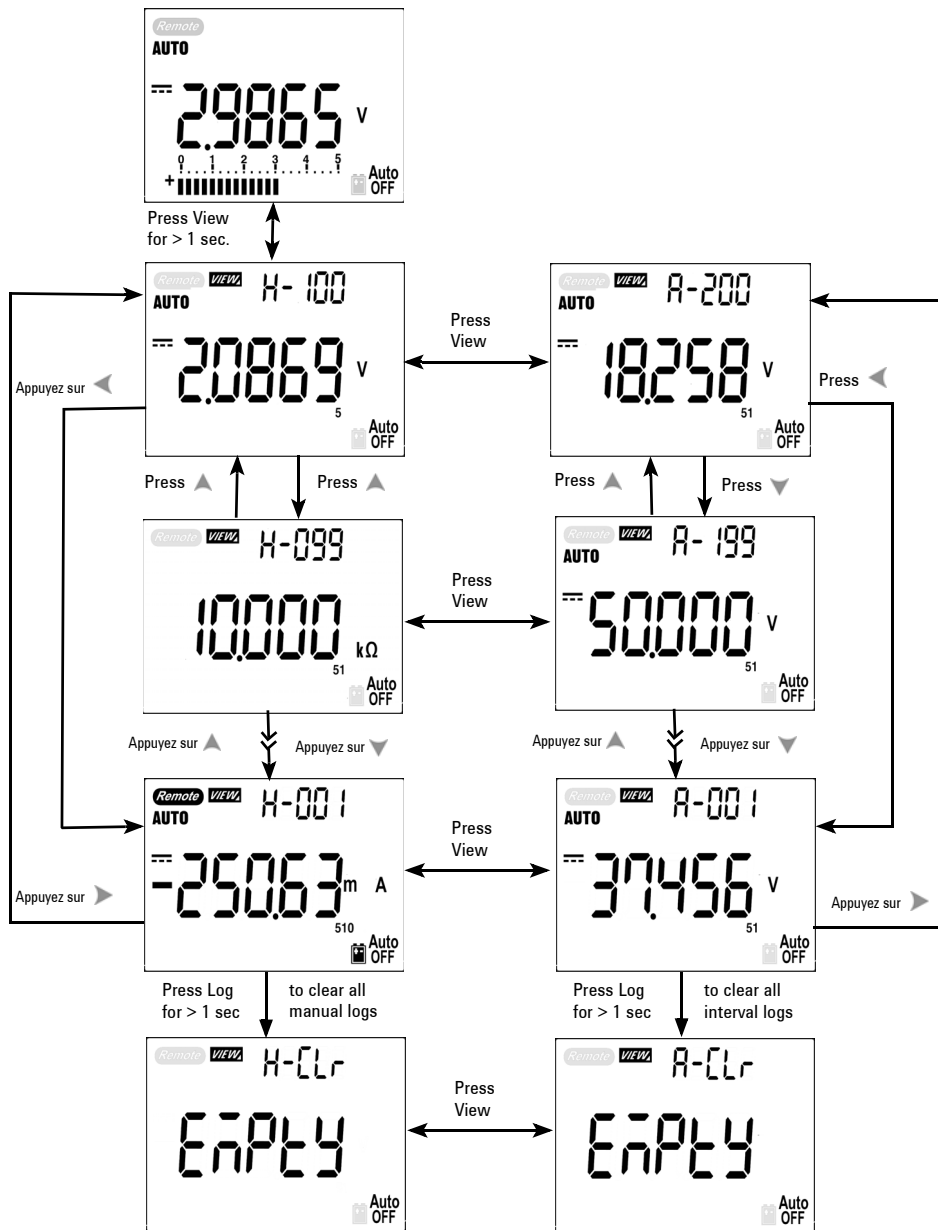 Remote
AUTO
2.9865 V
0 1 2 3 4 5
+
Auto
OFF
Press View
for > 1 sec.
Remote VIEW H-100
AUTO
2.0869 V
5
Auto
OFF
Press
View
Remote VIEW A-200
AUTO
18.258 V
51
Auto
OFF
Appuyez sur
Press
Press
Press
Press
Press
Remote VIEW H-099
10.000 kΩ
51
Auto
OFF
Press
View
Remote VIEW A-199
AUTO
50.000 V
51
Auto
OFF
Appuyez sur
Appuyez sur
Appuyez sur
Appuyez sur
Remote VIEW H-001
AUTO
-250.63 m A
510
Auto
OFF
Press
View
Remote VIEW A-001
AUTO
37.456 V
51
Auto
OFF
Appuyez sur
Appuyez sur
Press Log
for > 1 sec
to clear all
manual logs
Press Log
for > 1 sec
to clear all
interval logs
Remote VIEW H-CLr
EmPty
Auto
OFF
Press
View
Remote VIEW A-CLr
EmPty
Auto
OFF